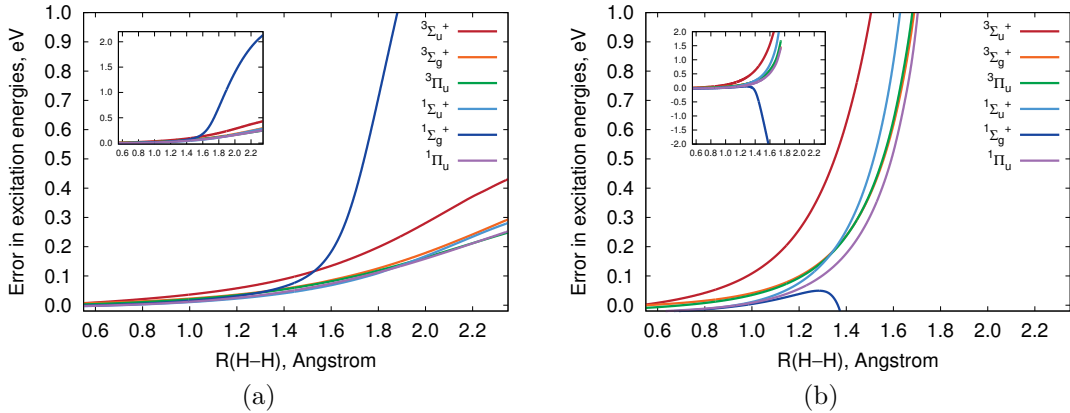 Error in excitation energies, eV
1.0
0.9
0.8
0.7
0.6
0.5
0.4
0.3
0.2
0.1
0.0
2.0
1.5
1.0
0.5
0.0
0.6 0.8 1.0 1.2 1.4 1.6 1.8 2.0 2.2
³Σᵤ⁺
³Σg⁺
³Πᵤ
¹Σᵤ⁺
¹Σg⁺
¹Πᵤ
0.6 0.8 1.0 1.2 1.4 1.6 1.8 2.0 2.2
R(H−H), Angstrom
(a)
Error in excitation energies, eV
1.0
0.9
0.8
0.7
0.6
0.5
0.4
0.3
0.2
0.1
0.0
2.0
1.5
1.0
0.5
0.0
-0.5
-1.0
-1.5
-2.0
0.6 0.8 1.0 1.2 1.4 1.6 1.8 2.0 2.2
³Σᵤ⁺
³Σg⁺
³Πᵤ
¹Σᵤ⁺
¹Σg⁺
¹Πᵤ
0.6 0.8 1.0 1.2 1.4 1.6 1.8 2.0 2.2
R(H−H), Angstrom
(b)